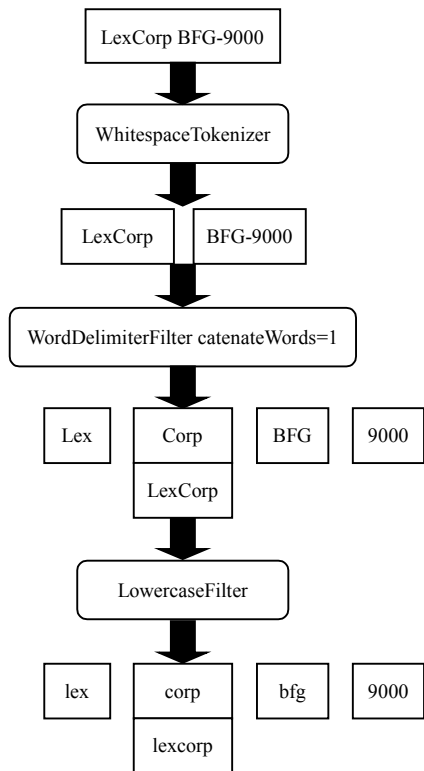 LexCorp BFG-9000
WhitespaceTokenizer
LexCorp BFG-9000
WordDelimiterFilter catenateWords=1
Lex Corp BFG 9000
LexCorp
LowercaseFilter
lex corp bfg 9000
lexcorp